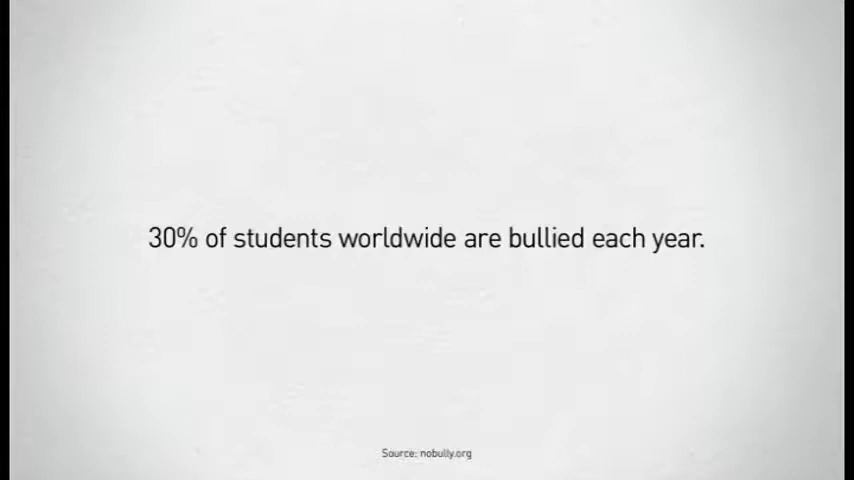 30% of students worldwide are bullied each year.
Source: nobully.org